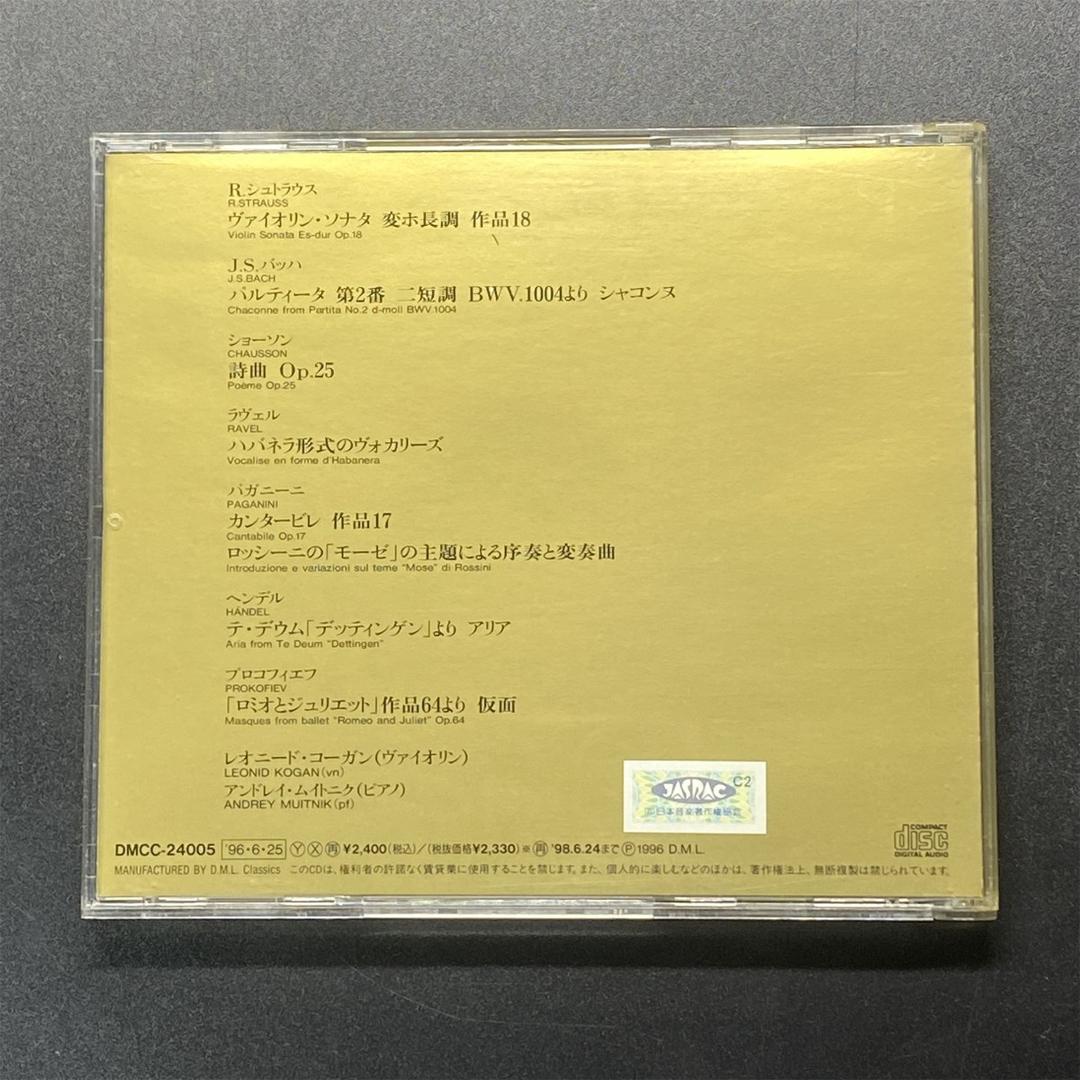 R.シュトラウス
R.STRAUSS
ヴァイオリン・ソナタ 変ホ長調 作品18
Violin Sonata Es-dur Op.18
J.S.バッハ
J.S.BACH
パルティータ 第2番 ニ短調 BWV.1004より シャコンヌ
Chaconne from Partita No.2 d-moll BWV.1004
ショーソン
CHAUSSON
詩曲 Op.25
Poème Op.25
ラヴェル
RAVEL
ハバネラ形式のヴォカリーズ
Vocalise en forme d'Habanera
パガニーニ
PAGANINI
カンタービレ 作品17
Cantabile Op.17
ロッシーニの「モーゼ」の主題による序奏と変奏曲
Introduzione e variazioni sul teme "Mose" di Rossini
ヘンデル
HÄNDEL
テ・デウム「デッティンゲン」より アリア
Aria from Te Deum "Dettingen"
プロコフィエフ
PROKOFIEV
「ロミオとジュリエット」作品64より 仮面
Masques from ballet "Romeo and Juliet" Op.64
レオニード・コーガン(ヴァイオリン)
LEONID KOGAN(vn)
アンドレイ・ムイトニク(ピアノ)
ANDREY MUITNIK(pf)
JASRAC C2
日本音楽著作権協会
COMPACT
disc
DIGITAL AUDIO
DMCC-24005 '96・6・25 Ⓨ Ⓧ ㊞¥2,400(税込)/(税抜価格¥2,330)※ 再 '98.6.24まで Ⓟ1996 D.M.L.
MANUFACTURED BY D.M.L. Classics このCDは、権利者の許諾なく賃貸業に使用することを禁じます。また、個人的に楽しむなどのほかは、著作権法上、無断複製は禁じられています。